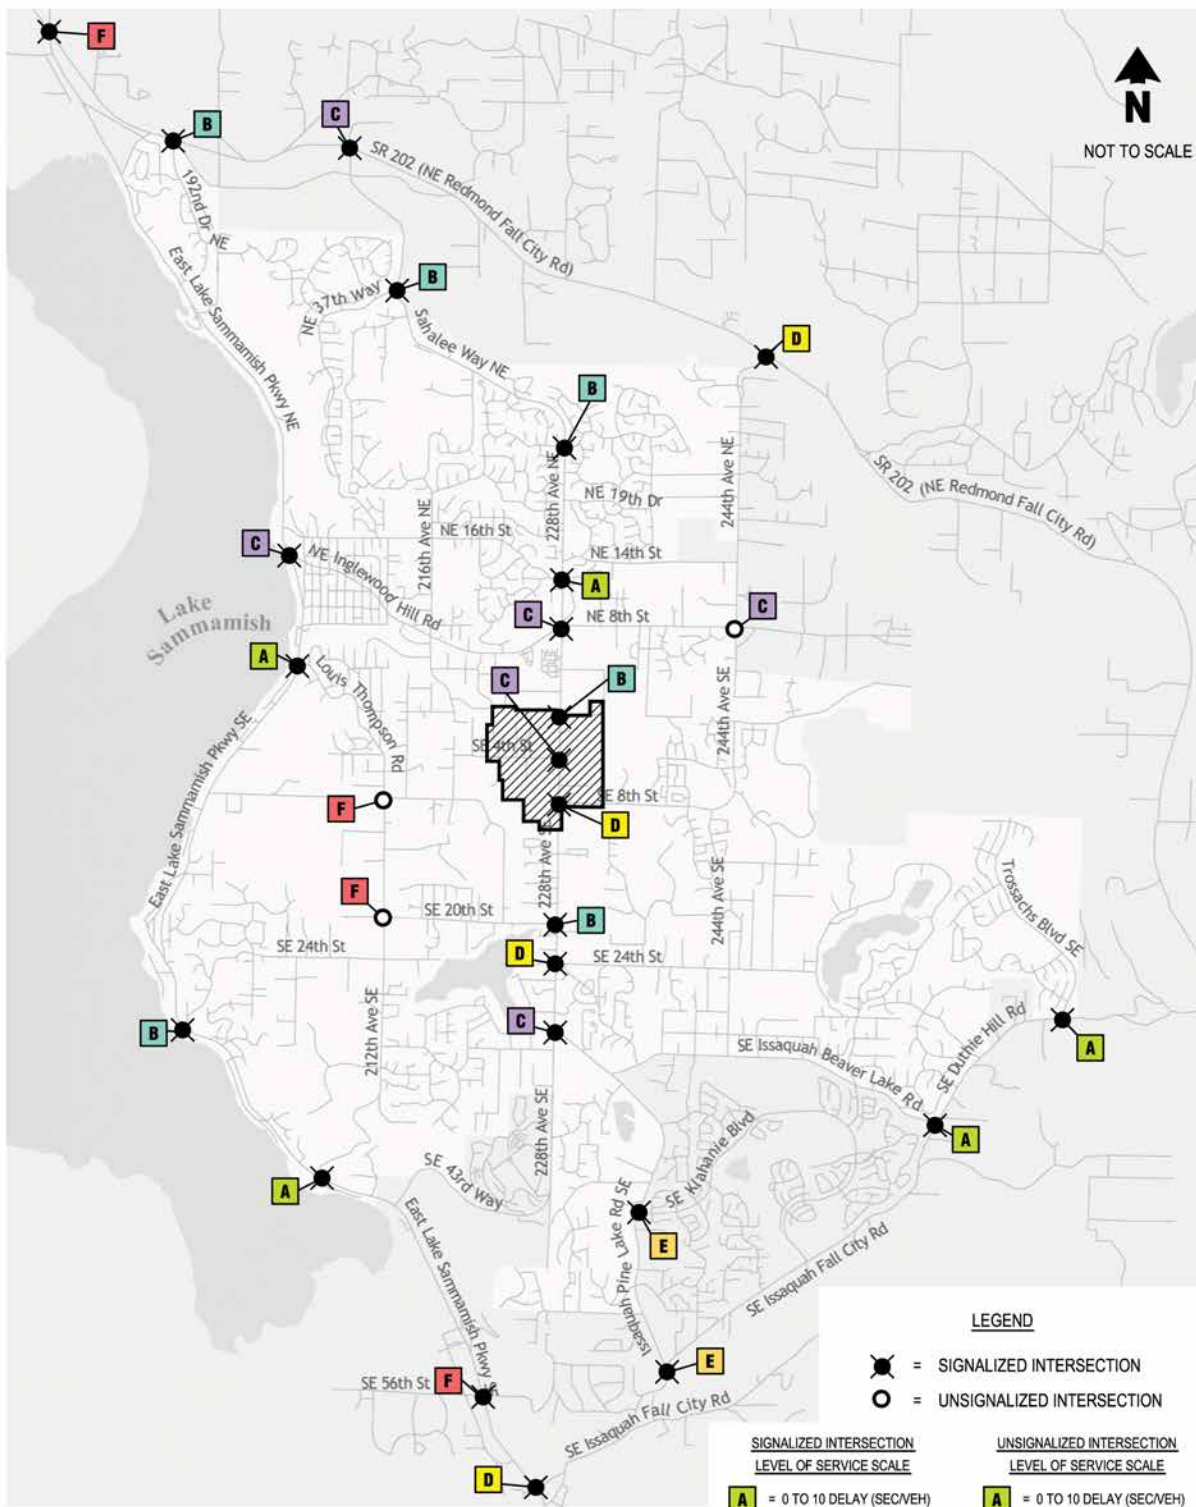 F
B
C
N
NOT TO SCALE
SR 202 (NE Redmond Fall City Rd)
192nd Dr NE
East Lake Sammamish Pkwy NE
B
NE 37th Way
Sahalee Way NE
D
B
228th Ave NE
244th Ave NE
SR 202 (NE Redmond Fall City Rd)
NE 19th Dr
216th Ave NE
NE 16th St
C
NE Inglewood Hill Rd
NE 14th St
A
Lake
Sammamish
C
NE 8th St
C
A
Louis Thompson Rd
C
B
244th Ave SE
East Lake Sammamish Pkwy SE
SE 4th St
F
SE 8th St
D
228th Ave SE
244th Ave SE
Trossachs Blvd SE
F
SE 20th St
B
SE 24th St
D
SE 24th St
212th Ave SE
B
C
SE Issaquah Beaver Lake Rd
SE Duthie Hill Rd
A
228th Ave SE
SE Klahanie Blvd
A
SE 43rd Way
A
East Lake Sammamish Pkwy SE
Issaquah Pine Lake Rd SE
E
SE Issaquah Fall City Rd
E
SE 56th St
F
SE Issaquah Fall City Rd
D
LEGEND
= SIGNALIZED INTERSECTION
= UNSIGNALIZED INTERSECTION
SIGNALIZED INTERSECTION
LEVEL OF SERVICE SCALE
A = 0 TO 10 DELAY (SEC/VEH)
UNSIGNALIZED INTERSECTION
LEVEL OF SERVICE SCALE
A = 0 TO 10 DELAY (SEC/VEH)